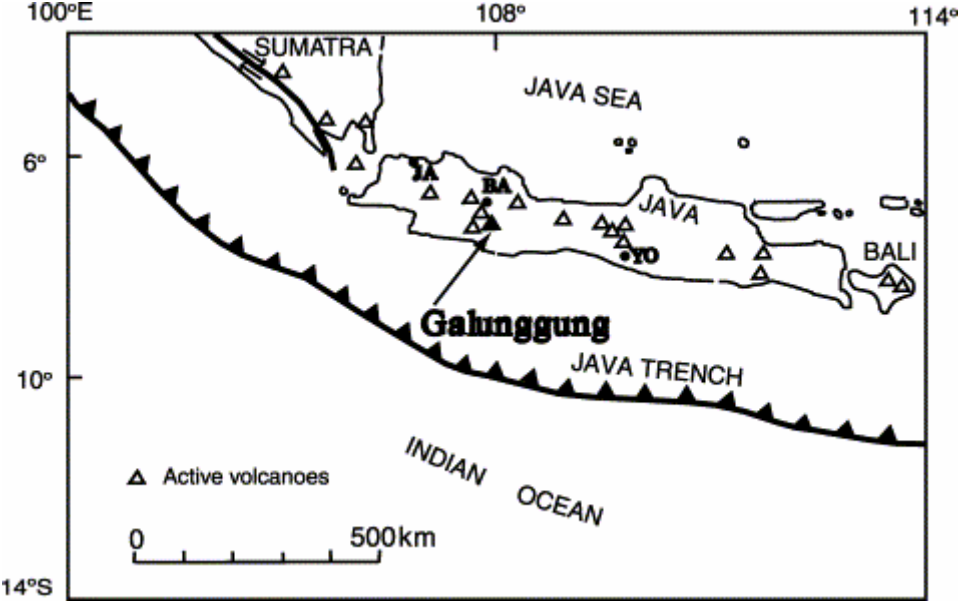 100°E
108°
114°
SUMATRA
JAVA SEA
6°
JA
BA
JAVA
YO
BALI
Galunggung
JAVA TRENCH
10°
INDIAN OCEAN
Active volcanoes
0 500km
14°S